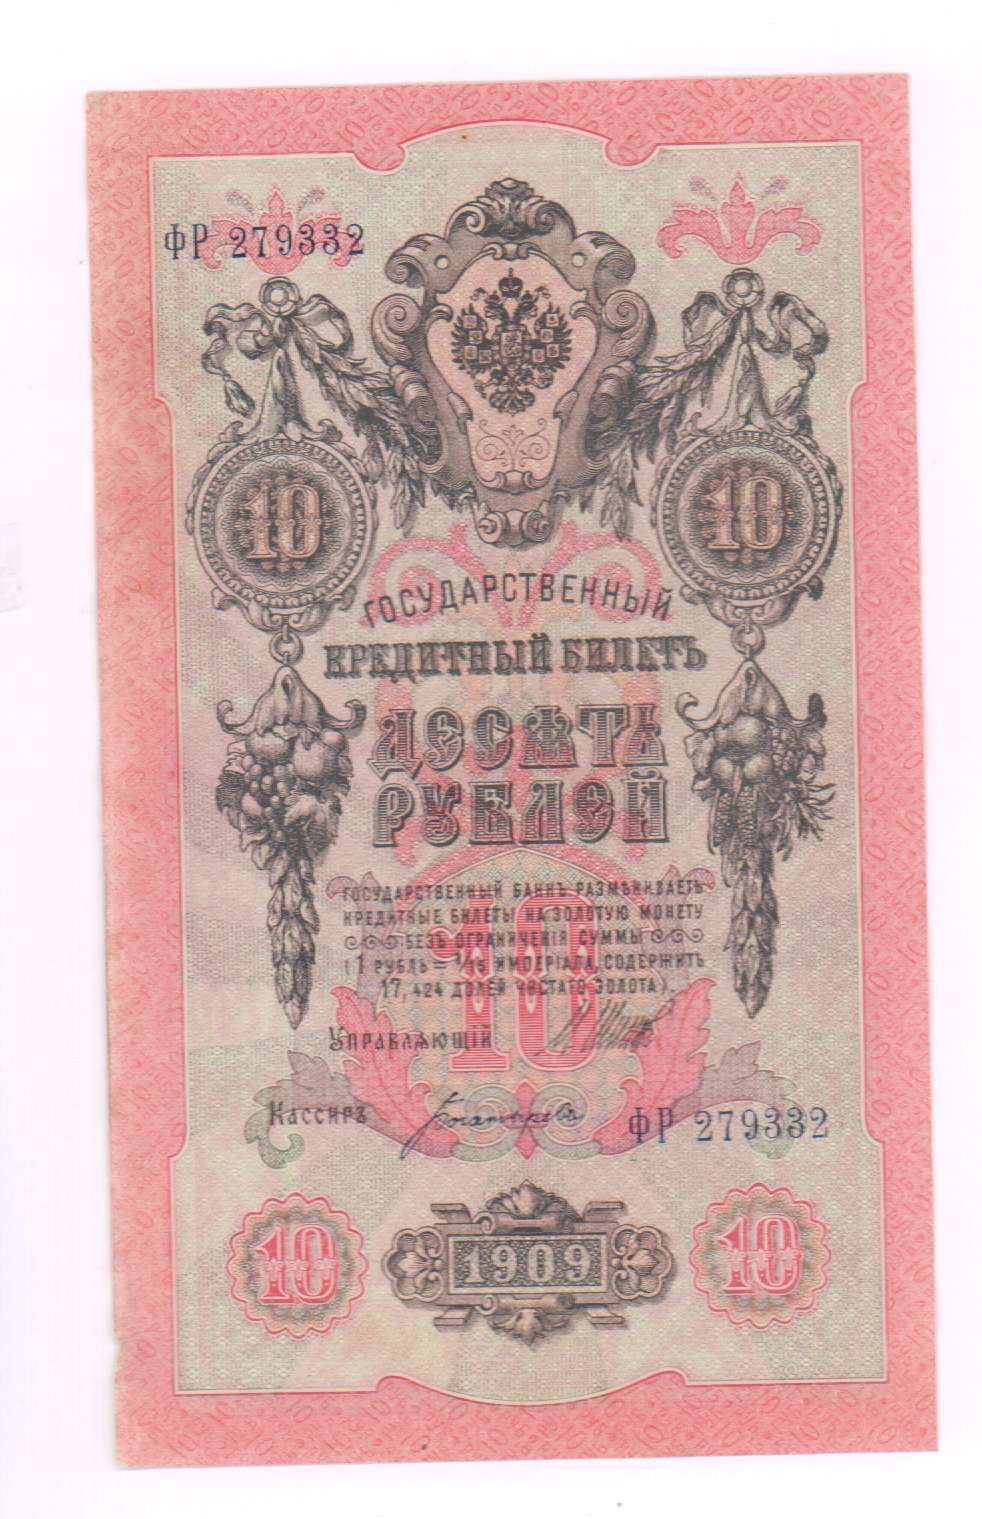 ФР 279332
10
10
ГОСУДАРСТВЕННЫЙ
КРЕДИТНЫЙ БИЛЕТЪ
ДЕСЯТЬ
РУБЛЕЙ
ГОСУДАРСТВЕННЫЙ БАНКЪ РАЗМѢНИВАЕТЪ
КРЕДИТНЫЕ БИЛЕТЫ НА ЗОЛОТУЮ МОНЕТУ
БЕЗЪ ОГРАНИЧЕНІЯ СУММЫ
(1 РУБЛЬ = 1/15 ИМПЕРІАЛА, СОДЕРЖИТЪ
17,424 ДОЛЕЙ ЧИСТАГО ЗОЛОТА).
10
УПРАВЛЯЮЩІЙ
КАССИРЪ
ФР 279332
10
1909
10